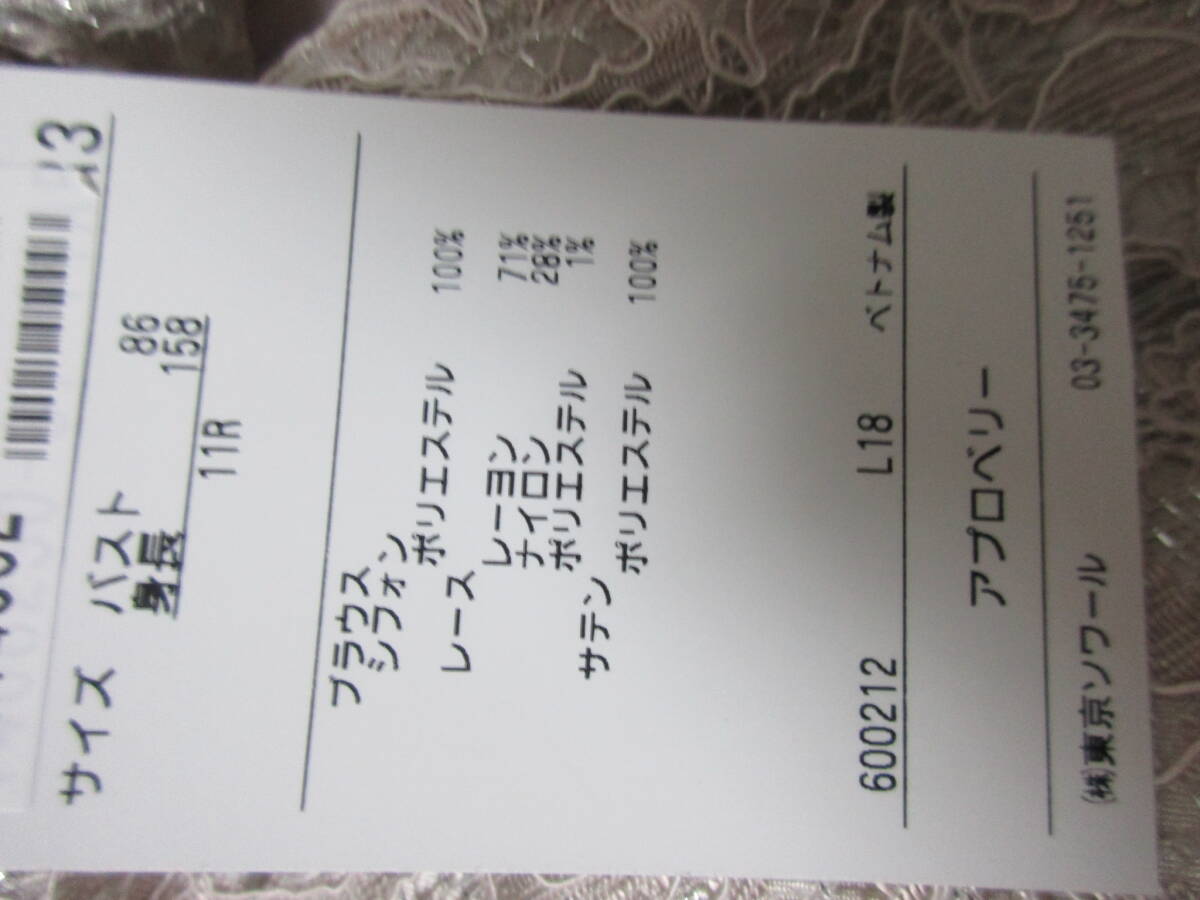 サイズ バスト 86
身長 158
11R
ブラウス
シフォン
ポリエステル 100%
レース
レーヨン 71%
ナイロン 28%
ポリエステル 1%
サテン
ポリエステル 100%
600212 L18 ベトナム製
アプロベリー
㈱東京ソワール 03-3475-1251